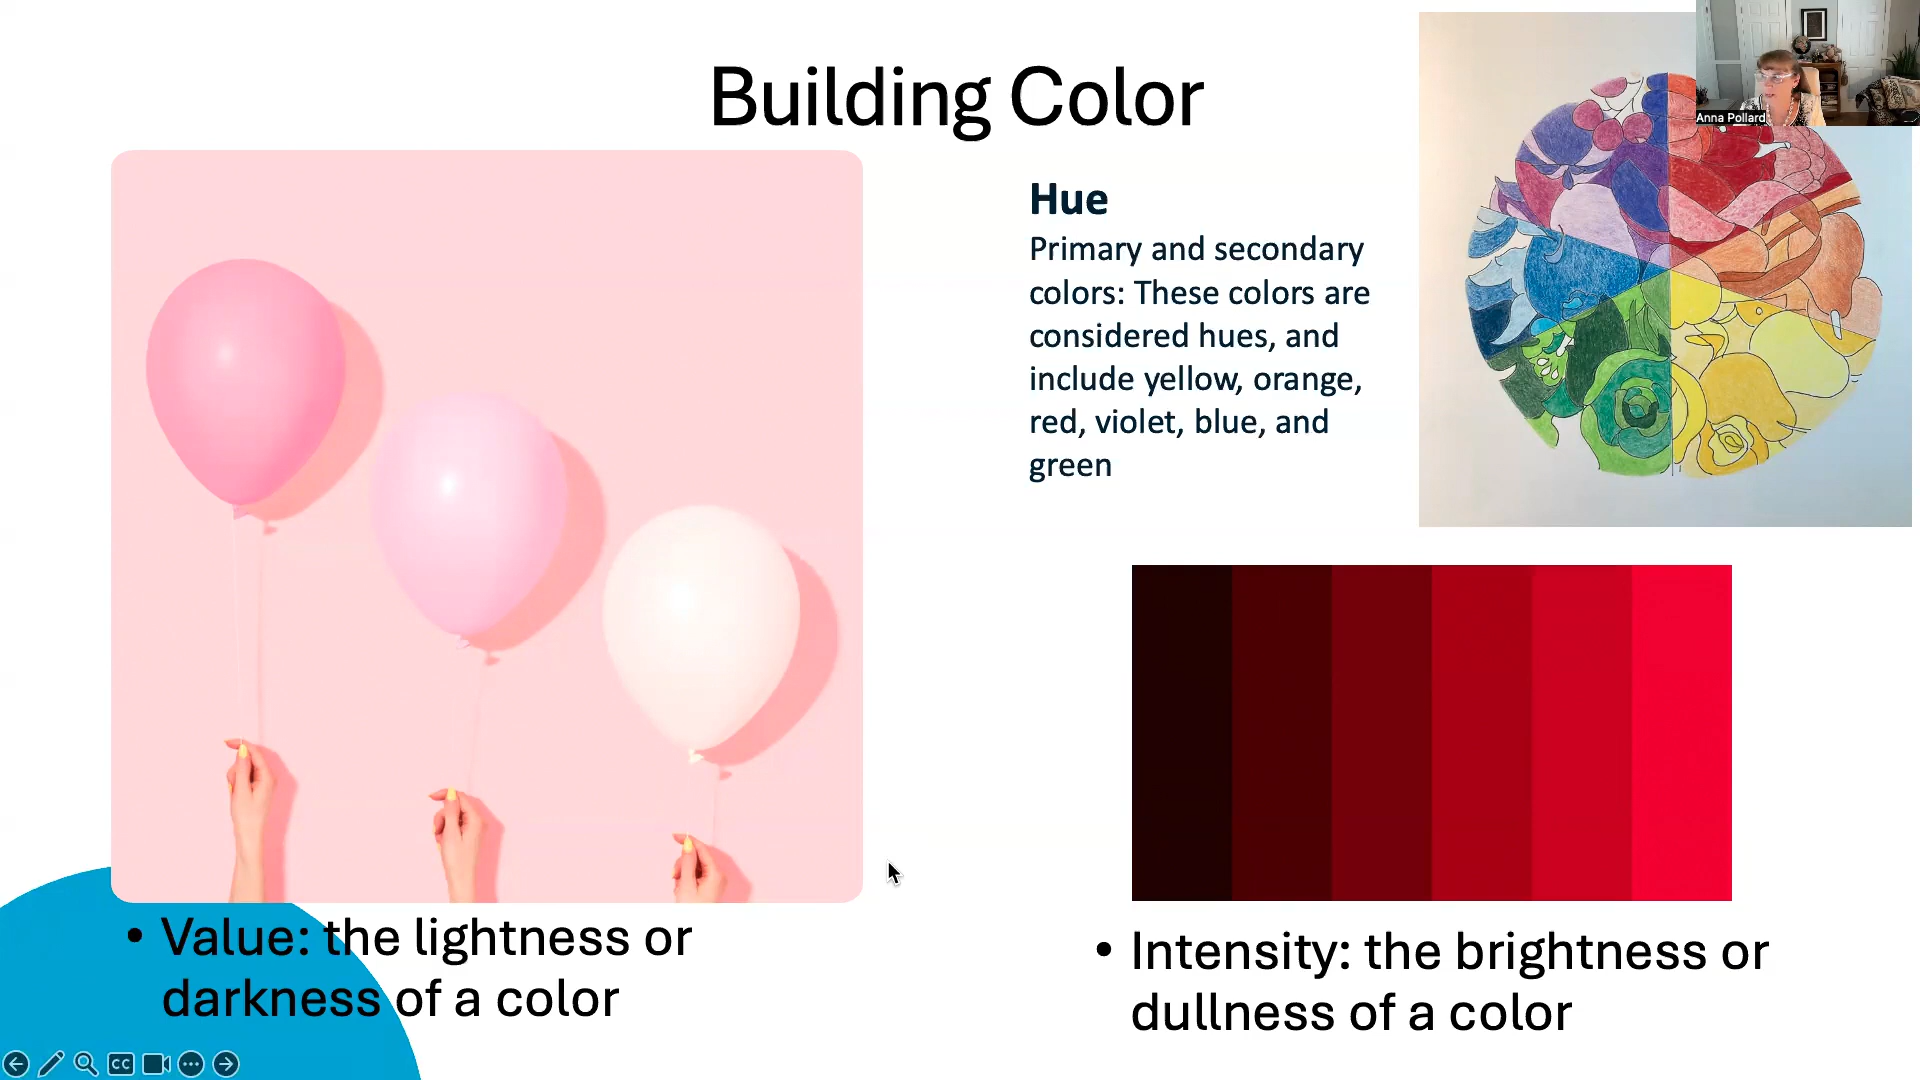 Building Color
Anna Pollard
Hue
Primary and secondary
colors: These colors are
considered hues, and
include yellow, orange,
red, violet, blue, and
green
• Value: the lightness or
darkness of a color
• Intensity: the brightness or
dullness of a color
CC